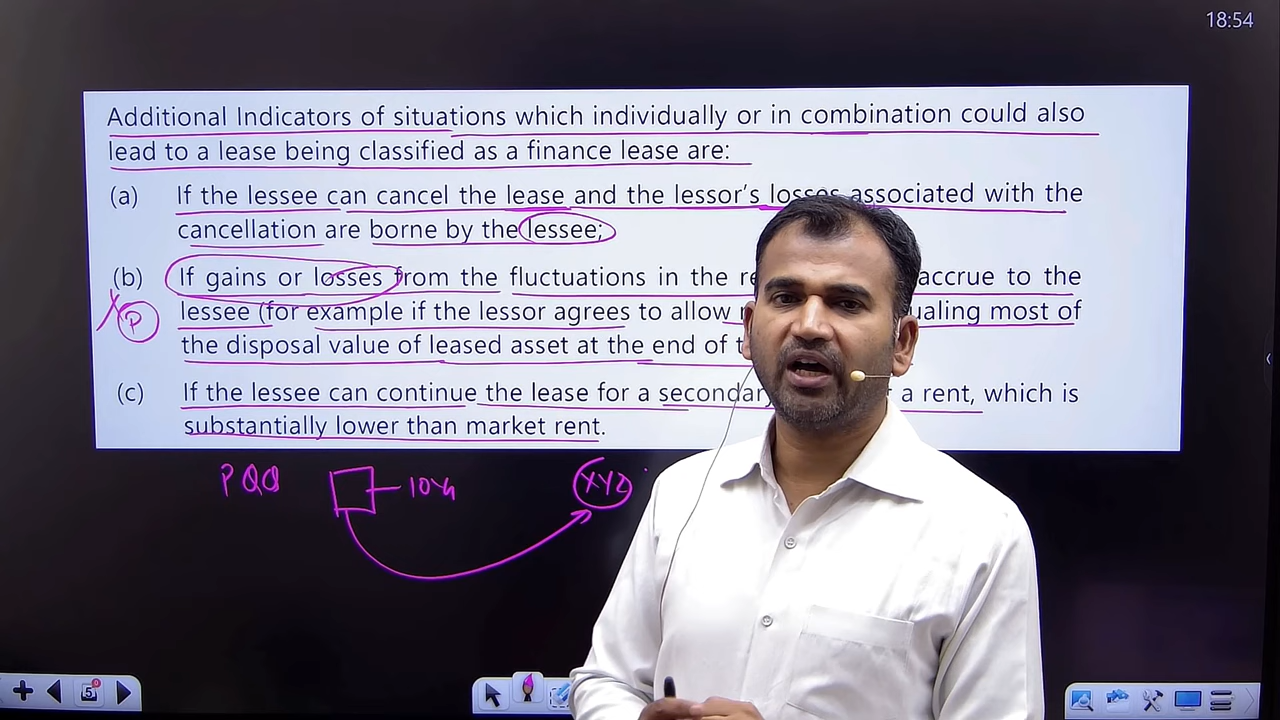 18:54
Additional Indicators of situations which individually or in combination could also
lead to a lease being classified as a finance lease are:
(a) If the lessee can cancel the lease and the lessor's losses associated with the
cancellation are borne by the lessee;
(b) If gains or losses from the fluctuations in the accrue to the
P
lessee (for example if the lessor agrees to allow most of
the disposal value of leased asset at the end of
(c) If the lessee can continue the lease for a secondary a rent, which is
substantially lower than market rent.
PQQ 10Y XYZ
5